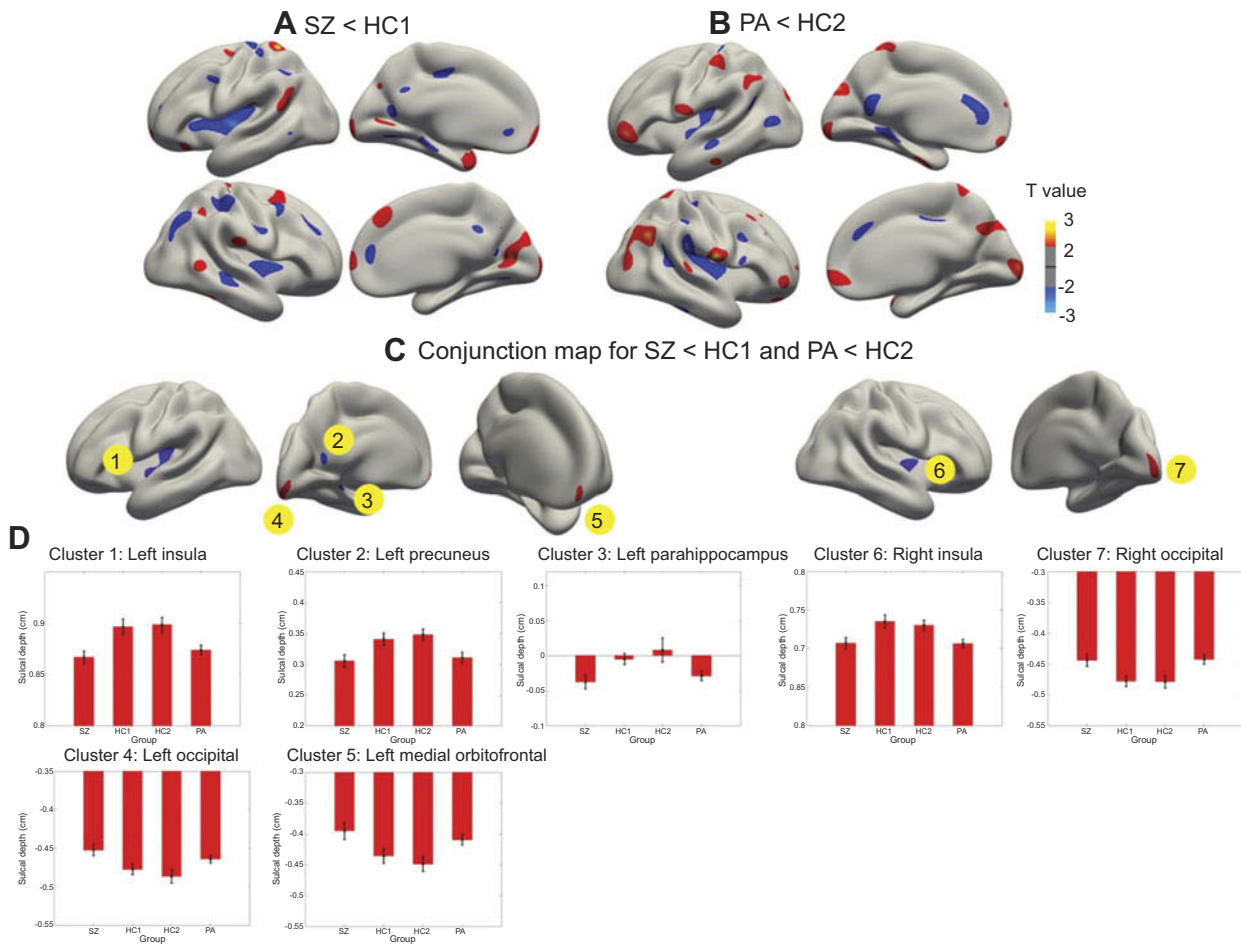 A SZ < HC1
B PA < HC2
T value
3
2
-2
-3
C Conjunction map for SZ < HC1 and PA < HC2
1
2
3
4
5
6
7
D
Cluster 1: Left insula
Sulcal depth (cm)
0.9
0.85
0.8
SZ HC1 HC2 PA
Group
Cluster 2: Left precuneus
Sulcal depth (cm)
0.45
0.4
0.35
0.3
0.25
0.2
SZ HC1 HC2 PA
Group
Cluster 3: Left parahippocampus
Sulcal depth (cm)
0.1
0.05
0
-0.05
-0.1
SZ HC1 HC2 PA
Group
Cluster 6: Right insula
Sulcal depth (cm)
0.8
0.75
0.7
0.85
0.8
SZ HC1 HC2 PA
Group
Cluster 7: Right occipital
Sulcal depth (cm)
-0.3
-0.35
-0.4
-0.45
-0.5
-0.55
SZ HC1 HC2 PA
Group
Cluster 4: Left occipital
Sulcal depth (cm)
-0.35
-0.4
-0.45
-0.5
-0.55
SZ HC1 HC2 PA
Group
Cluster 5: Left medial orbitofrontal
Sulcal depth (cm)
-0.3
-0.35
-0.4
-0.45
-0.5
-0.55
SZ HC1 HC2 PA
Group